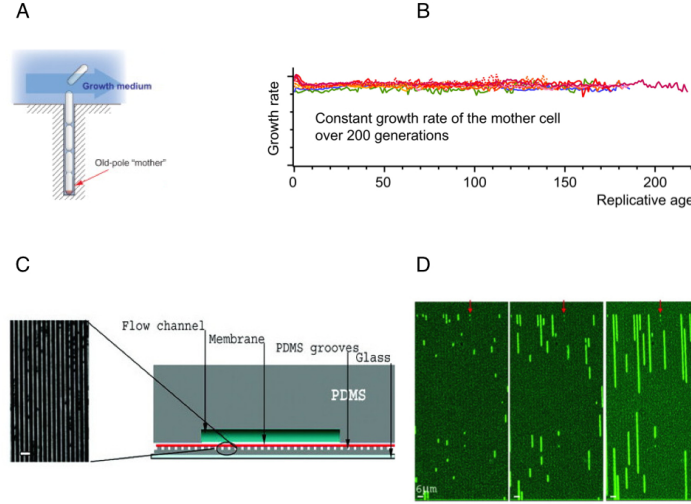 A
Growth medium
Old-pole "mother"
B
Growth rate
Constant growth rate of the mother cell
over 200 generations
0
50
100
150
200
Replicative age
C
Flow channel
Membrane
PDMS grooves
Glass
PDMS
D
6μm